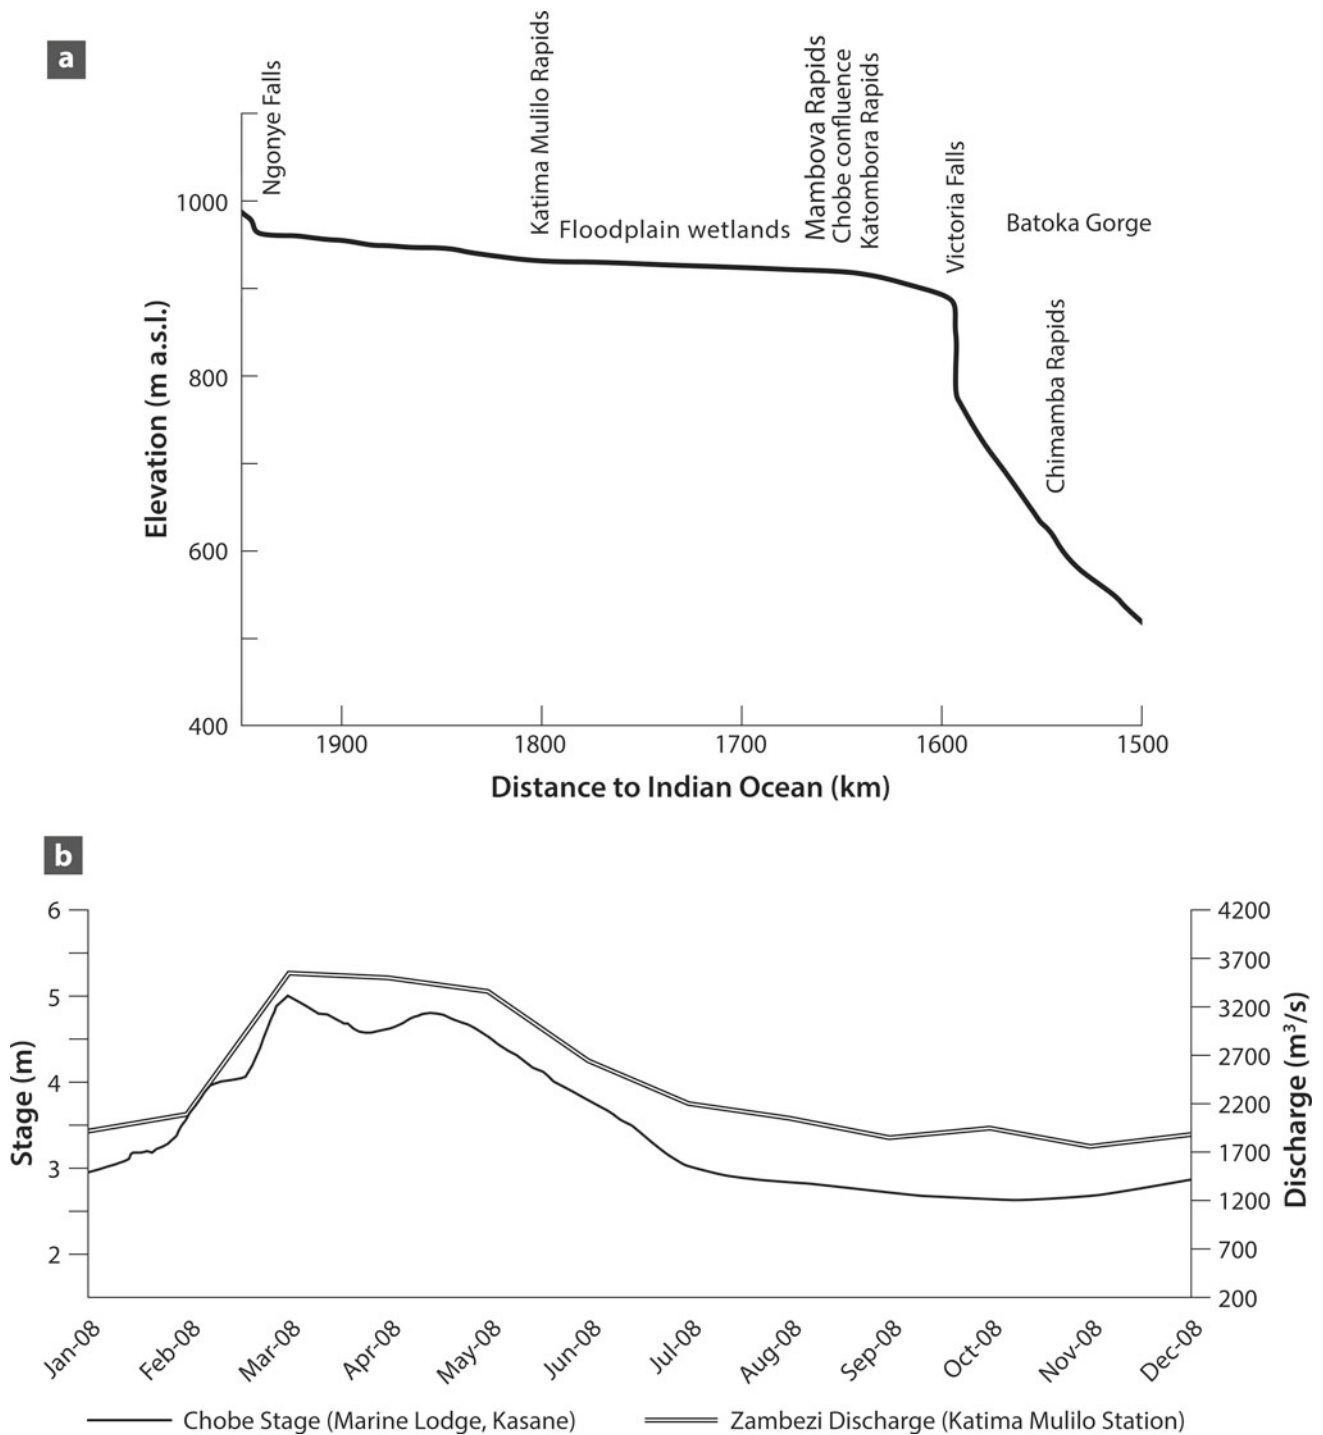 a
Ngonye Falls
Katima Mulilo Rapids
Mambova Rapids
Chobe confluence
Katombora Rapids
Victoria Falls
Batoka Gorge
Floodplain wetlands
Chimamba Rapids
Elevation (m a.s.l.)
1000
800
600
400
1900 1800 1700 1600 1500
Distance to Indian Ocean (km)
b
Stage (m)
6
5
4
3
2
4200
3700
3200
2700
2200
1700
1200
700
200
Discharge (m³/s)
Jan-08 Feb-08 Mar-08 Apr-08 May-08 Jun-08 Jul-08 Aug-08 Sep-08 Oct-08 Nov-08 Dec-08
Chobe Stage (Marine Lodge, Kasane) Zambezi Discharge (Katima Mulilo Station)